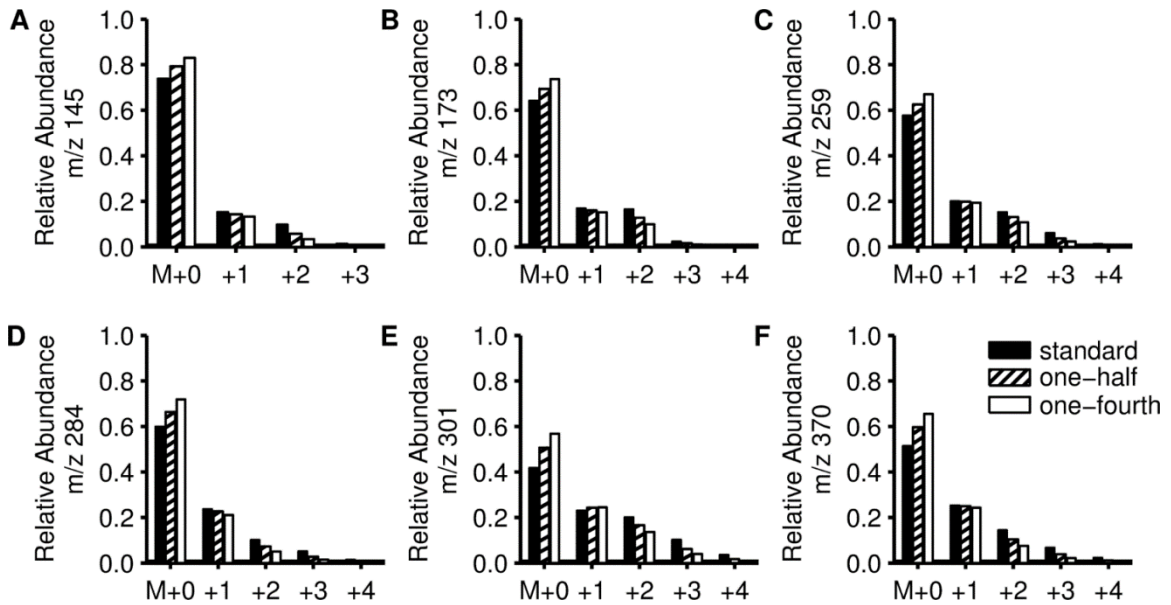 A
Relative Abundance
m/z 145
1.0
0.8
0.6
0.4
0.2
0.0
M+0 +1 +2 +3
B
Relative Abundance
m/z 173
1.0
0.8
0.6
0.4
0.2
0.0
M+0 +1 +2 +3 +4
C
Relative Abundance
m/z 259
1.0
0.8
0.6
0.4
0.2
0.0
M+0 +1 +2 +3 +4
D
Relative Abundance
m/z 284
1.0
0.8
0.6
0.4
0.2
0.0
M+0 +1 +2 +3 +4
E
Relative Abundance
m/z 301
1.0
0.8
0.6
0.4
0.2
0.0
M+0 +1 +2 +3 +4
F
Relative Abundance
m/z 370
1.0
0.8
0.6
0.4
0.2
0.0
M+0 +1 +2 +3 +4
standard
one−half
one−fourth